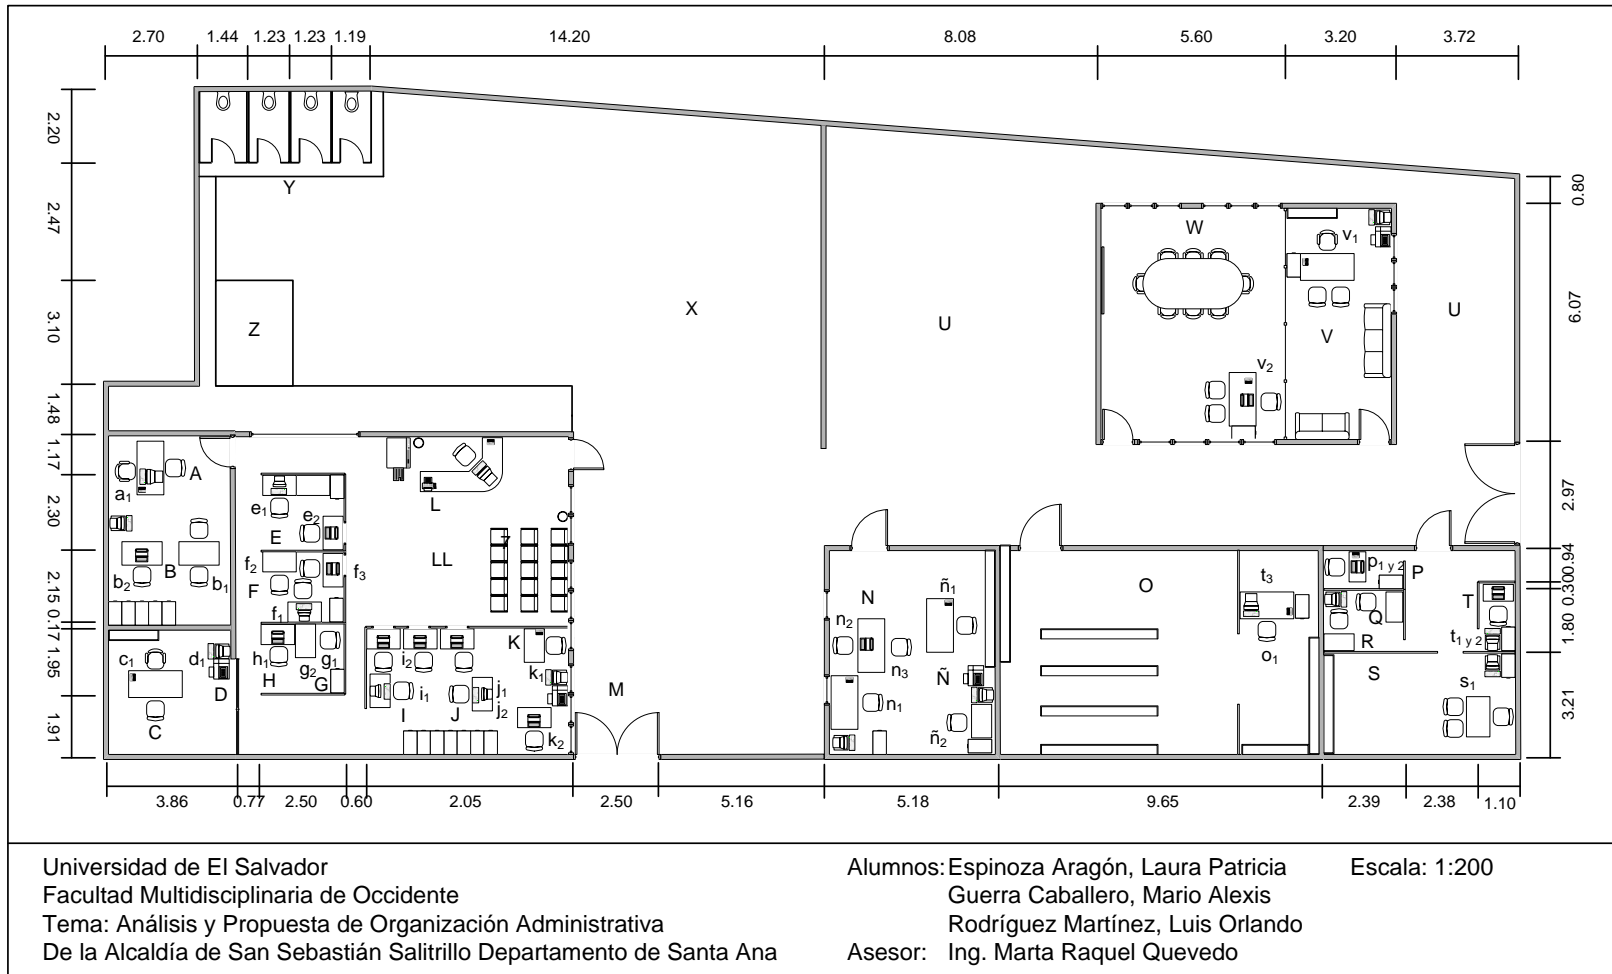 2.70 1.44 1.23 1.23 1.19 14.20 8.08 5.60 3.20 3.72
2.20
2.47
3.10
1.48
1.17
2.30
2.15
0.17
1.95
1.91
0.80
6.07
2.97
0.94
0.30
1.80
3.21
Y
Z
X
U
W
v1
V
v2
U
A
a1
B
b2
b1
C
c1
d1
D
E
e1
e2
F
f2
f3
f1
H
h1
g2
g1
G
L
LL
7
I
i2
i1
J
j1
j2
K
k1
k2
M
N
n2
n3
n1
Ñ
ñ1
ñ2
O
t3
o1
P
p1 y 2
Q
R
S
s1
T
t1 y 2
3.86 0.77 2.50 0.60 2.05 2.50 5.16 5.18 9.65 2.39 2.38 1.10
Universidad de El Salvador
Facultad Multidisciplinaria de Occidente
Tema: Análisis y Propuesta de Organización Administrativa
De la Alcaldía de San Sebastián Salitrillo Departamento de Santa Ana
Alumnos: Espinoza Aragón, Laura Patricia
Guerra Caballero, Mario Alexis
Rodríguez Martínez, Luis Orlando
Asesor: Ing. Marta Raquel Quevedo
Escala: 1:200